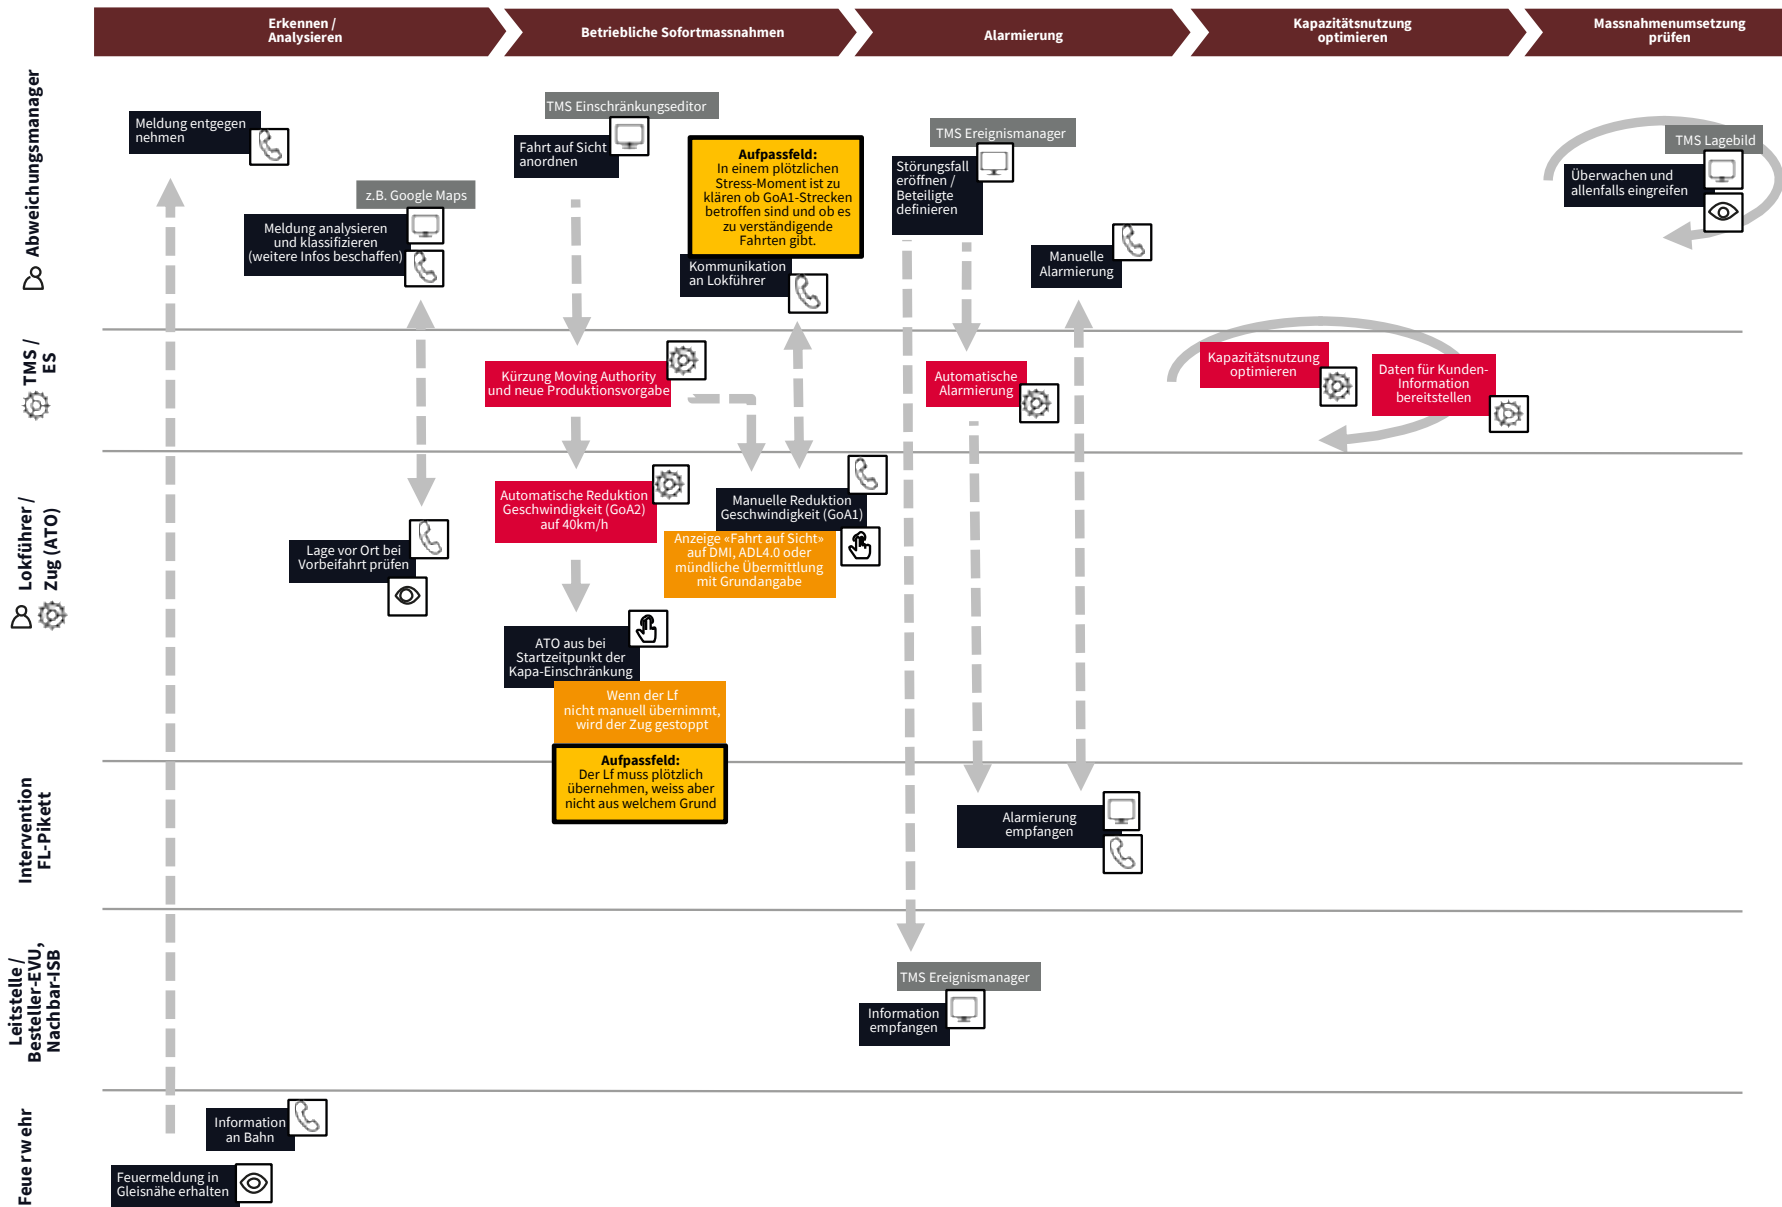 Erkennen /
Analysieren
Betriebliche Sofortmassnahmen
Alarmierung
Kapazitätsnutzung
optimieren
Massnahmenumsetzung
prüfen
Abweichungsmanager
Meldung entgegen
nehmen
z.B. Google Maps
Meldung analysieren
und klassifizieren
(weitere Infos beschaffen)
TMS Einschränkungseditor
Fahrt auf Sicht
anordnen
Aufpassfeld:
In einem plötzlichen
Stress-Moment ist zu
klären ob GoA1-Strecken
betroffen sind und ob es
zu verständigende
Fahrten gibt.
Kommunikation
an Lokführer
TMS Ereignismanager
Störungsfall
eröffnen /
Beteiligte
definieren
Manuelle
Alarmierung
TMS Lagebild
Überwachen und
allenfalls eingreifen
TMS /
ES
Kürzung Moving Authority
und neue Produktionsvorgabe
Automatische
Alarmierung
Kapazitätsnutzung
optimieren
Daten für Kunden-
Information
bereitstellen
Lokführer /
Zug (ATO)
Lage vor Ort bei
Vorbeifahrt prüfen
Automatische Reduktion
Geschwindigkeit (GoA2)
auf 40km/h
Manuelle Reduktion
Geschwindigkeit (GoA1)
Anzeige «Fahrt auf Sicht»
auf DMI, ADL4.0 oder
mündliche Übermittlung
mit Grundangabe
ATO aus bei
Startzeitpunkt der
Kapa-Einschränkung
Wenn der Lf
nicht manuell übernimmt,
wird der Zug gestoppt
Aufpassfeld:
Der Lf muss plötzlich
übernehmen, weiss aber
nicht aus welchem Grund
Intervention
FL-Pikett
Alarmierung
empfangen
Leitstelle /
Besteller-EVU,
Nachbar-ISB
TMS Ereignismanager
Information
empfangen
Feuerwehr
Information
an Bahn
Feuermeldung in
Gleisnähe erhalten